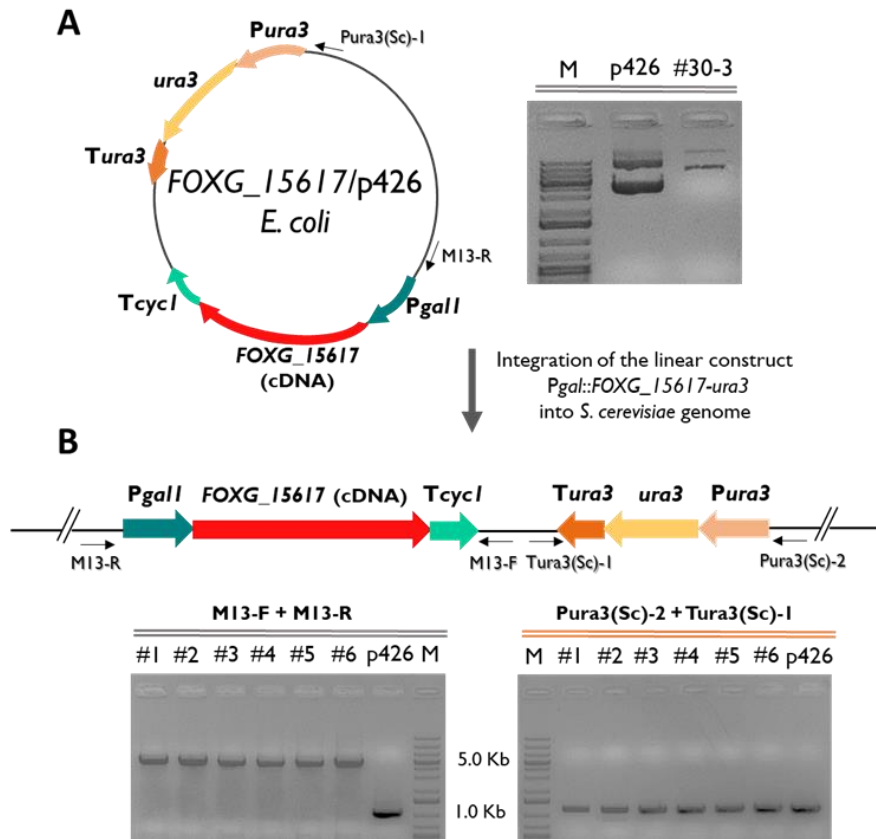 A
Pura3
Pura3(Sc)-1
ura3
Tura3
FOXG_15617/p426
E. coli
M13-R
Tcyc1
Pgal1
FOXG_15617
(cDNA)
M p426 #30-3
Integration of the linear construct
Pgal::FOXG_15617-ura3
into S. cerevisiae genome
B
Pgal1 FOXG_15617 (cDNA) Tcyc1 Tura3 ura3 Pura3
M13-R M13-F Tura3(Sc)-1 Pura3(Sc)-2
M13-F + M13-R
#1 #2 #3 #4 #5 #6 p426 M
Pura3(Sc)-2 + Tura3(Sc)-1
M #1 #2 #3 #4 #5 #6 p426
5.0 Kb
1.0 Kb